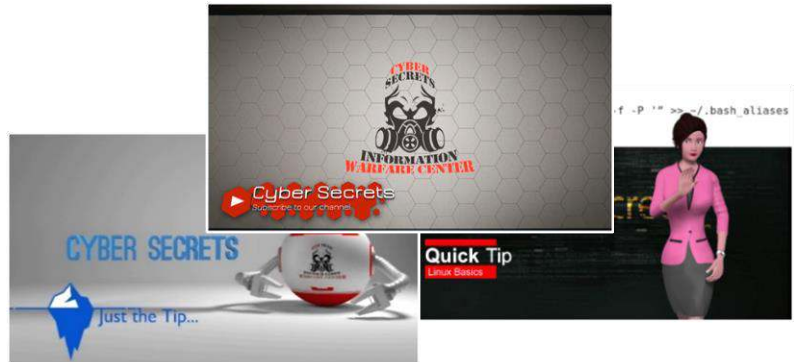 CYBER
SECRETS
INFORMATION
WARFARE CENTER
Cyber Secrets
Subscribe to our channel
-f -P '" >> ~/.bash_aliases
Quick Tip
Linux Basics
CYBER SECRETS
Just the Tip...